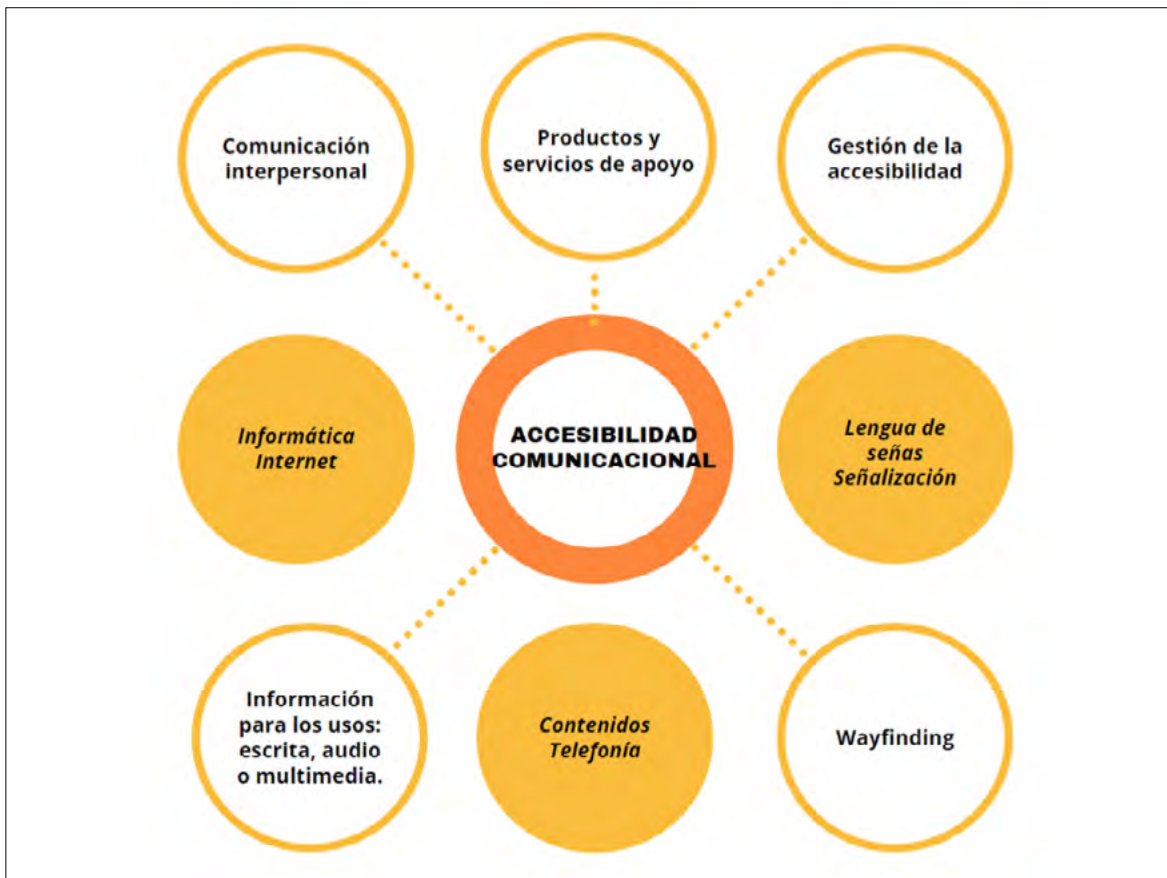 Comunicación
interpersonal
Productos y
servicios de apoyo
Gestión de la
accesibilidad
Informática
Internet
ACCESIBILIDAD
COMUNICACIONAL
Lengua de
señas
Señalización
Información
para los usos:
escrita, audio
o multimedia.
Contenidos
Telefonía
Wayfinding